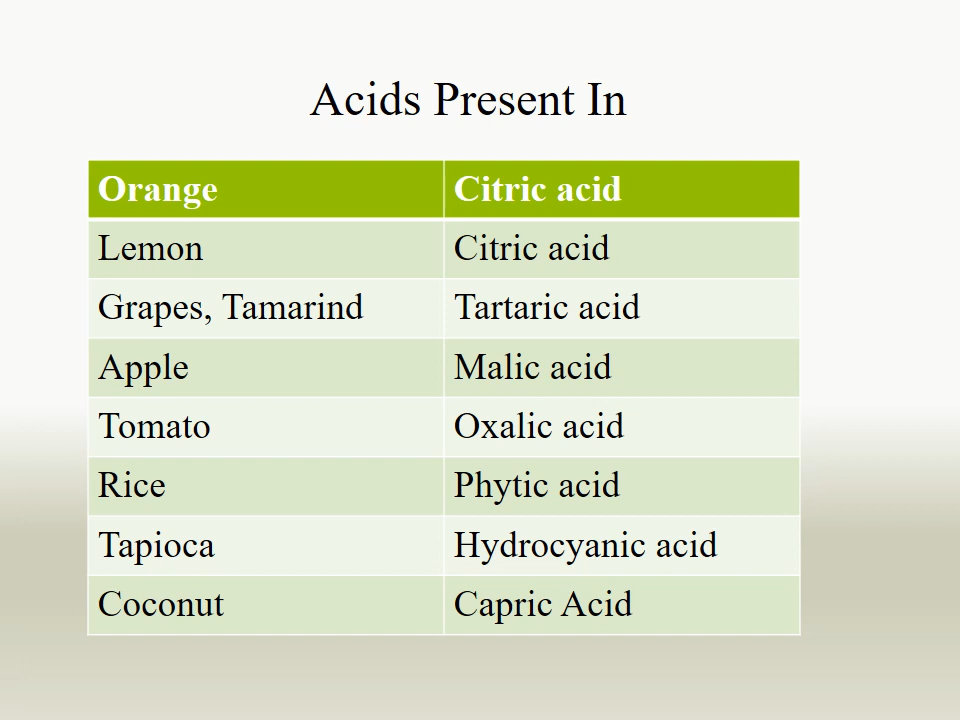 Acids Present In
Orange Citric acid
Lemon Citric acid
Grapes, Tamarind Tartaric acid
Apple Malic acid
Tomato Oxalic acid
Rice Phytic acid
Tapioca Hydrocyanic acid
Coconut Capric Acid